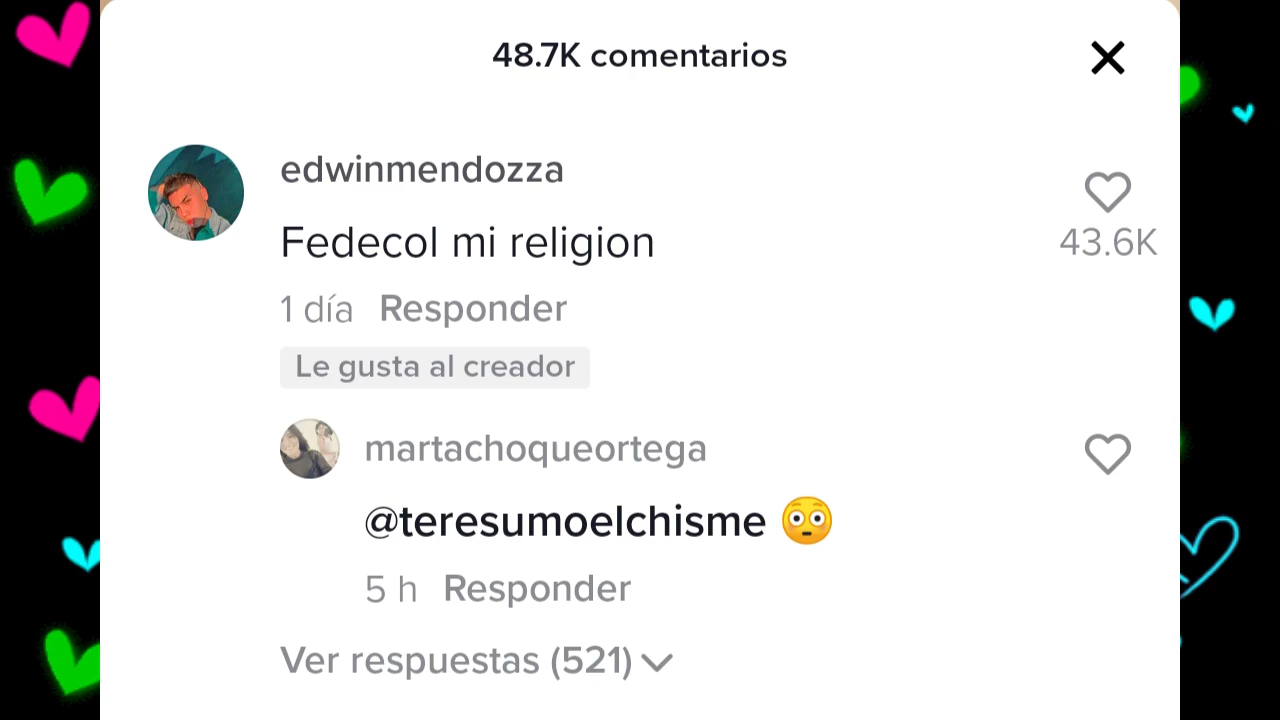 48.7K comentarios
edwinmendozza
Fedecol mi religion
43.6K
1 día Responder
Le gusta al creador
martachoqueortega
@teresumoelchisme 😳
5 h Responder
Ver respuestas (521)